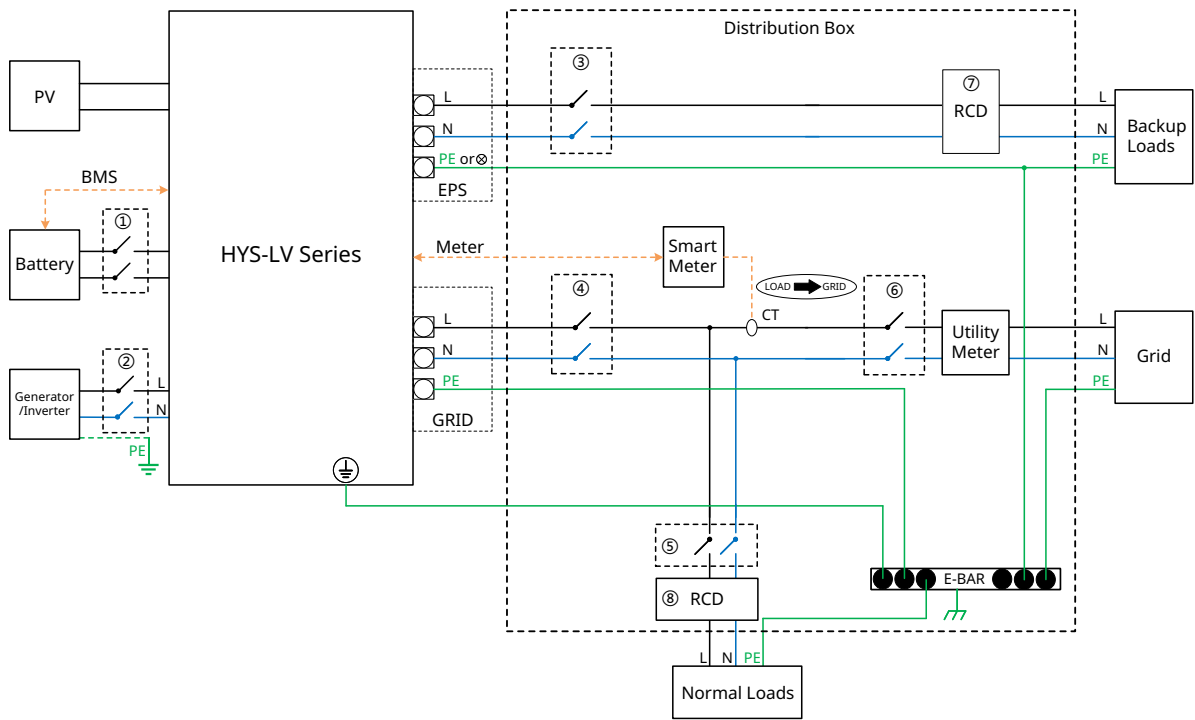 Distribution Box
③
⑦
PV
L
RCD
L
N
N
Backup
Loads
PE or⊗
PE
EPS
BMS
①
Battery
HYS-LV Series
Meter
Smart
Meter
④
LOAD GRID
⑥
CT
L
Utility
Meter
L
N
N
Grid
PE
PE
②
L
Generator
/Inverter
N
GRID
PE
⑤
E-BAR
⑧ RCD
L N PE
Normal Loads